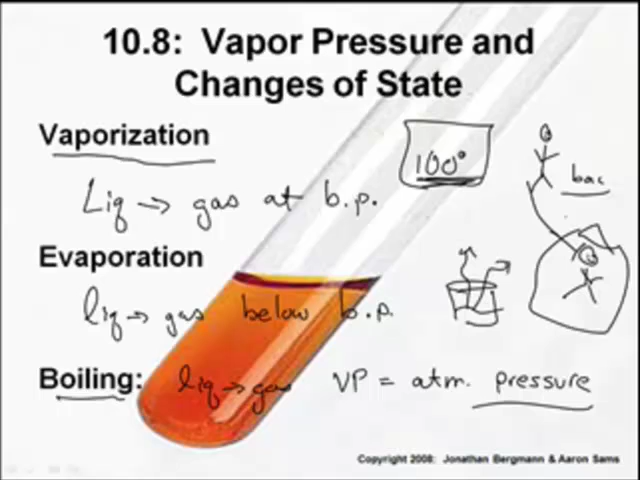 10.8: Vapor Pressure and
Changes of State
Vaporization
100°
bac
Liq → gas at b.p.
Evaporation
liq → gas below b.p.
Boiling: liq → gas VP = atm. pressure
Copyright 2008: Jonathan Bergmann & Aaron Sams